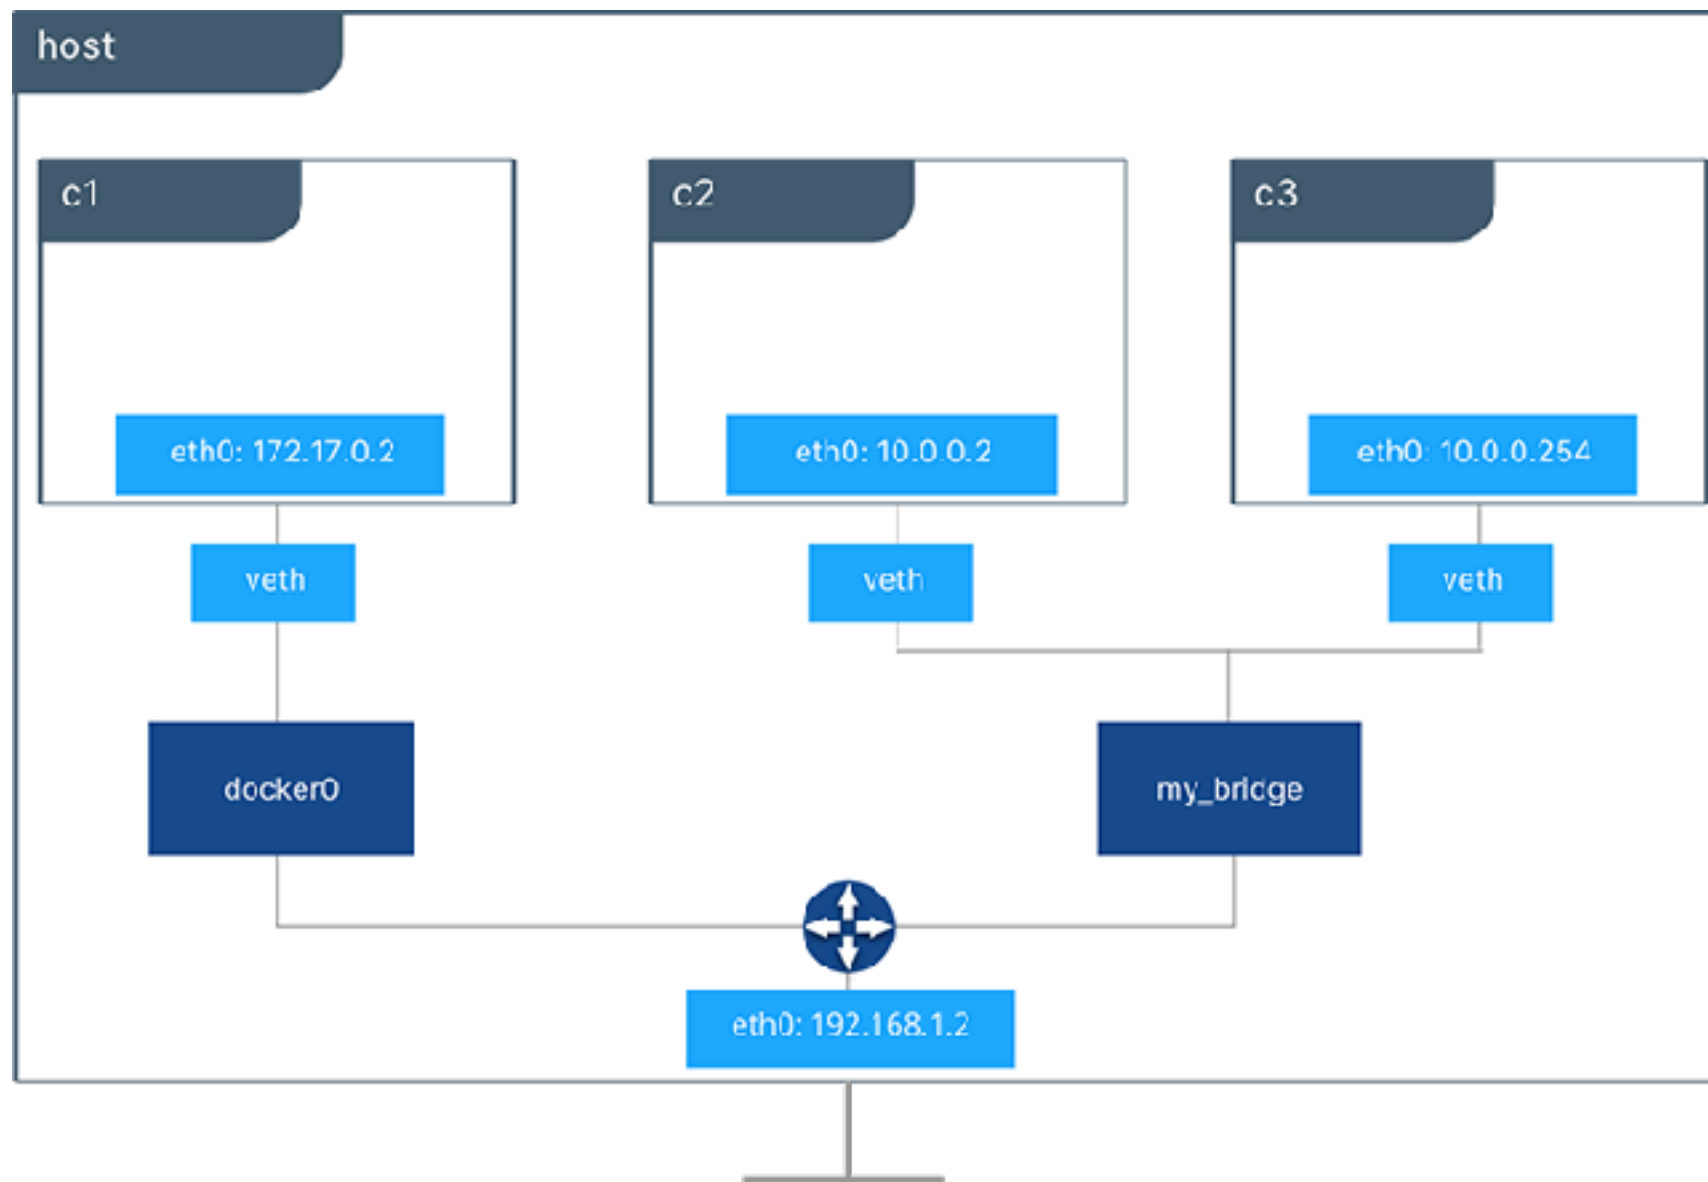 host
c1
c2
c3
eth0: 172.17.0.2
eth0: 10.0.0.2
eth0: 10.0.0.254
veth
veth
veth
docker0
my_bridge
eth0: 192.168.1.2